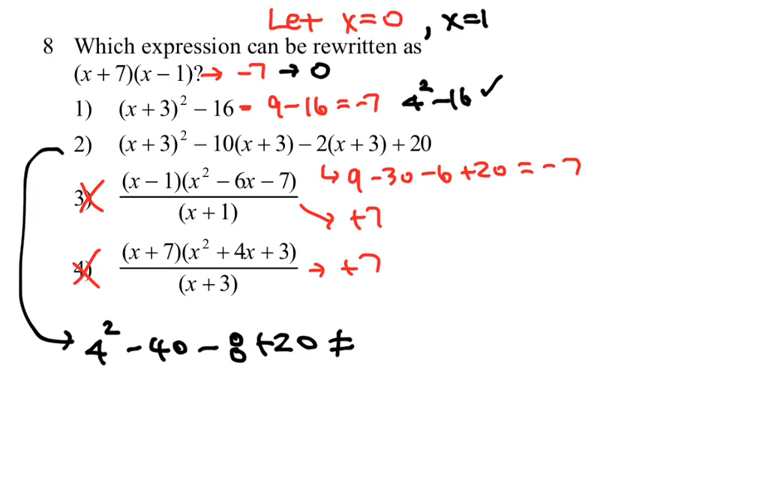 Let x=0 , x=1
8 Which expression can be rewritten as
(x + 7)(x − 1)? → -7 → 0
1) (x + 3)² − 16 - 9-16 = -7 4²-16 ✓
2) (x + 3)² − 10(x + 3) − 2(x + 3) + 20
↳ 9 -30 -6 +20 = -7
3) (x − 1)(x² − 6x − 7)
(x + 1) → +7
4) (x + 7)(x² + 4x + 3)
(x + 3) → +7
→ 4² - 40 - 8 +20 ≠